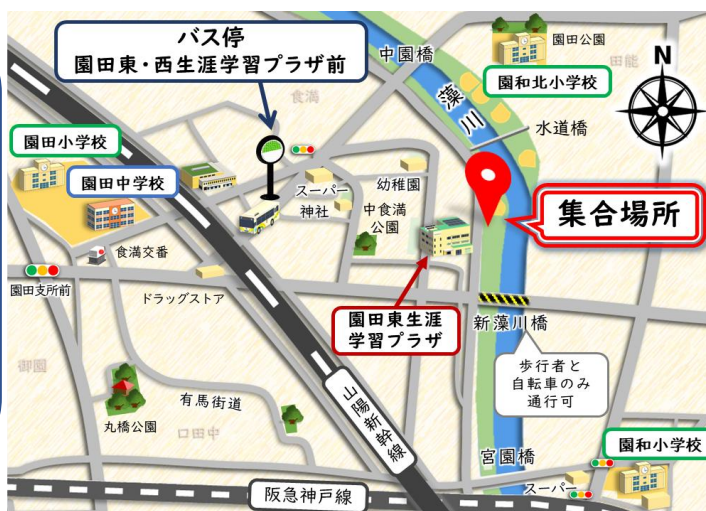 バス停
園田東・西生涯学習プラザ前
中園橋
園田公園
田能
N
藻川
園和北小学校
食満
水道橋
園田小学校
園田中学校
スーパー
幼稚園
神社
中食満
公園
集合場所
食満交番
園田支所前
ドラッグストア
園田東生涯
学習プラザ
新藻川橋
歩行者と
自転車のみ
通行可
御園
有馬街道
丸橋公園
口田中
山陽新幹線
宮園橋
園和小学校
スーパー
阪急神戸線